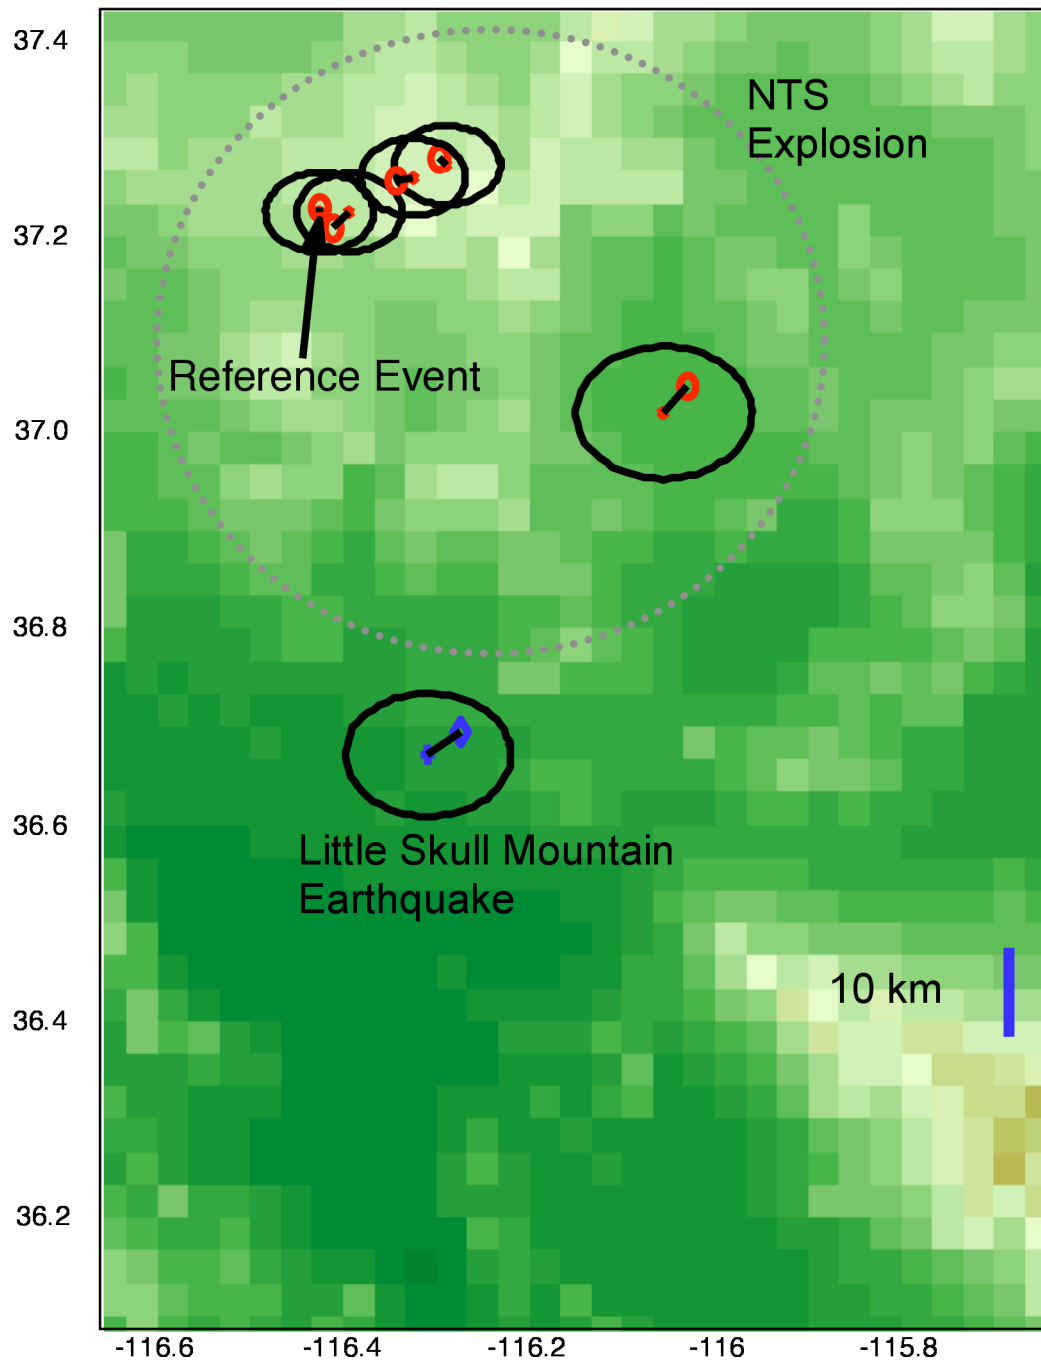 37.4
NTS
Explosion
37.2
Reference Event
37.0
36.8
36.6
Little Skull Mountain
Earthquake
10 km
36.4
36.2
-116.6 -116.4 -116.2 -116 -115.8